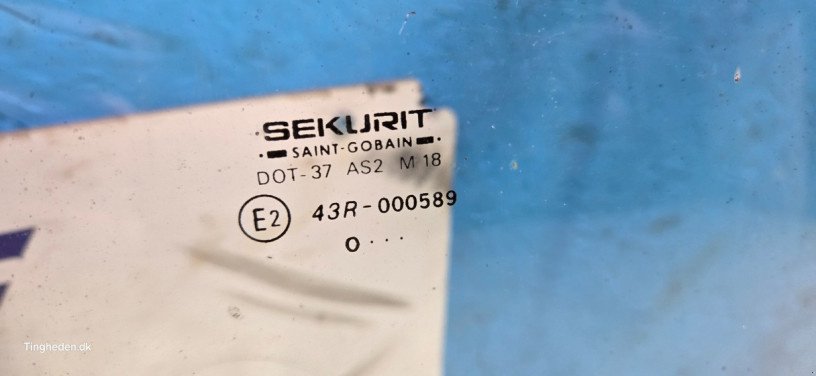 SEKURIT
SAINT-GOBAIN
DOT-37 AS2 M 18
E2 43R-000589
O...
Tingheden.dk